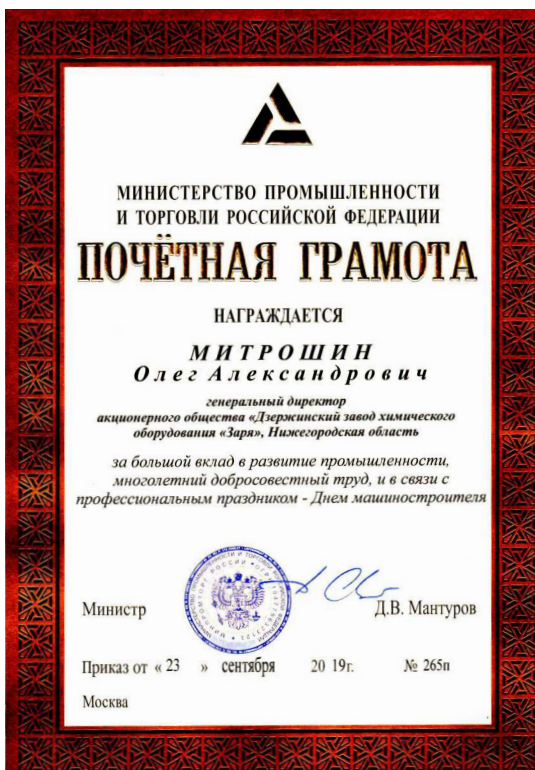 МИНИСТЕРСТВО ПРОМЫШЛЕННОСТИ
И ТОРГОВЛИ РОССИЙСКОЙ ФЕДЕРАЦИИ
ПОЧЁТНАЯ ГРАМОТА
НАГРАЖДАЕТСЯ
МИТРОШИН
Олег Александрович
генеральный директор
акционерного общества «Дзержинский завод химического
оборудования «Заря», Нижегородская область
за большой вклад в развитие промышленности,
многолетний добросовестный труд, и в связи с
профессиональным праздником - Днем машиностроителя
Министр
Д.В. Мантуров
Приказ от « 23 » сентября 20 19г. № 265п
Москва